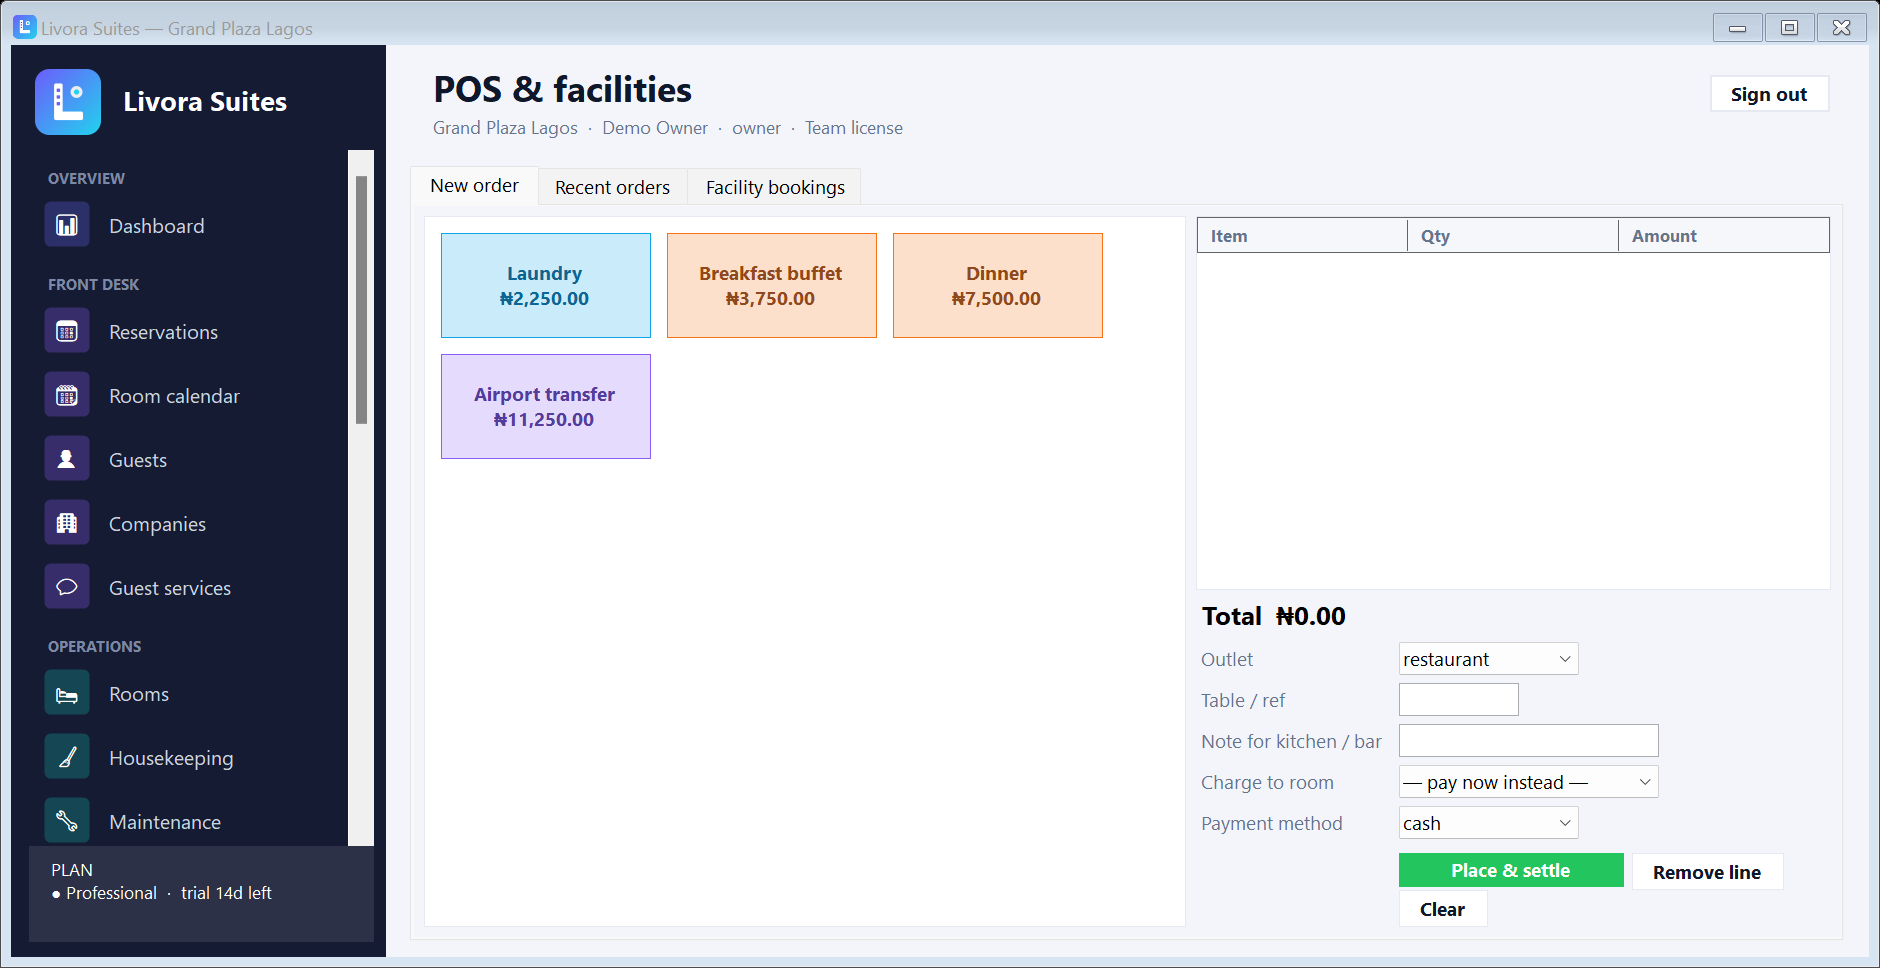 Livora Suites — Grand Plaza Lagos
Livora Suites
OVERVIEW
Dashboard
FRONT DESK
Reservations
Room calendar
Guests
Companies
Guest services
OPERATIONS
Rooms
Housekeeping
Maintenance
PLAN
● Professional · trial 14d left
POS & facilities
Grand Plaza Lagos · Demo Owner · owner · Team license
Sign out
New order
Recent orders
Facility bookings
Laundry
₦2,250.00
Breakfast buffet
₦3,750.00
Dinner
₦7,500.00
Airport transfer
₦11,250.00
Item Qty Amount
Total ₦0.00
Outlet restaurant
Table / ref
Note for kitchen / bar
Charge to room — pay now instead —
Payment method cash
Place & settle
Remove line
Clear